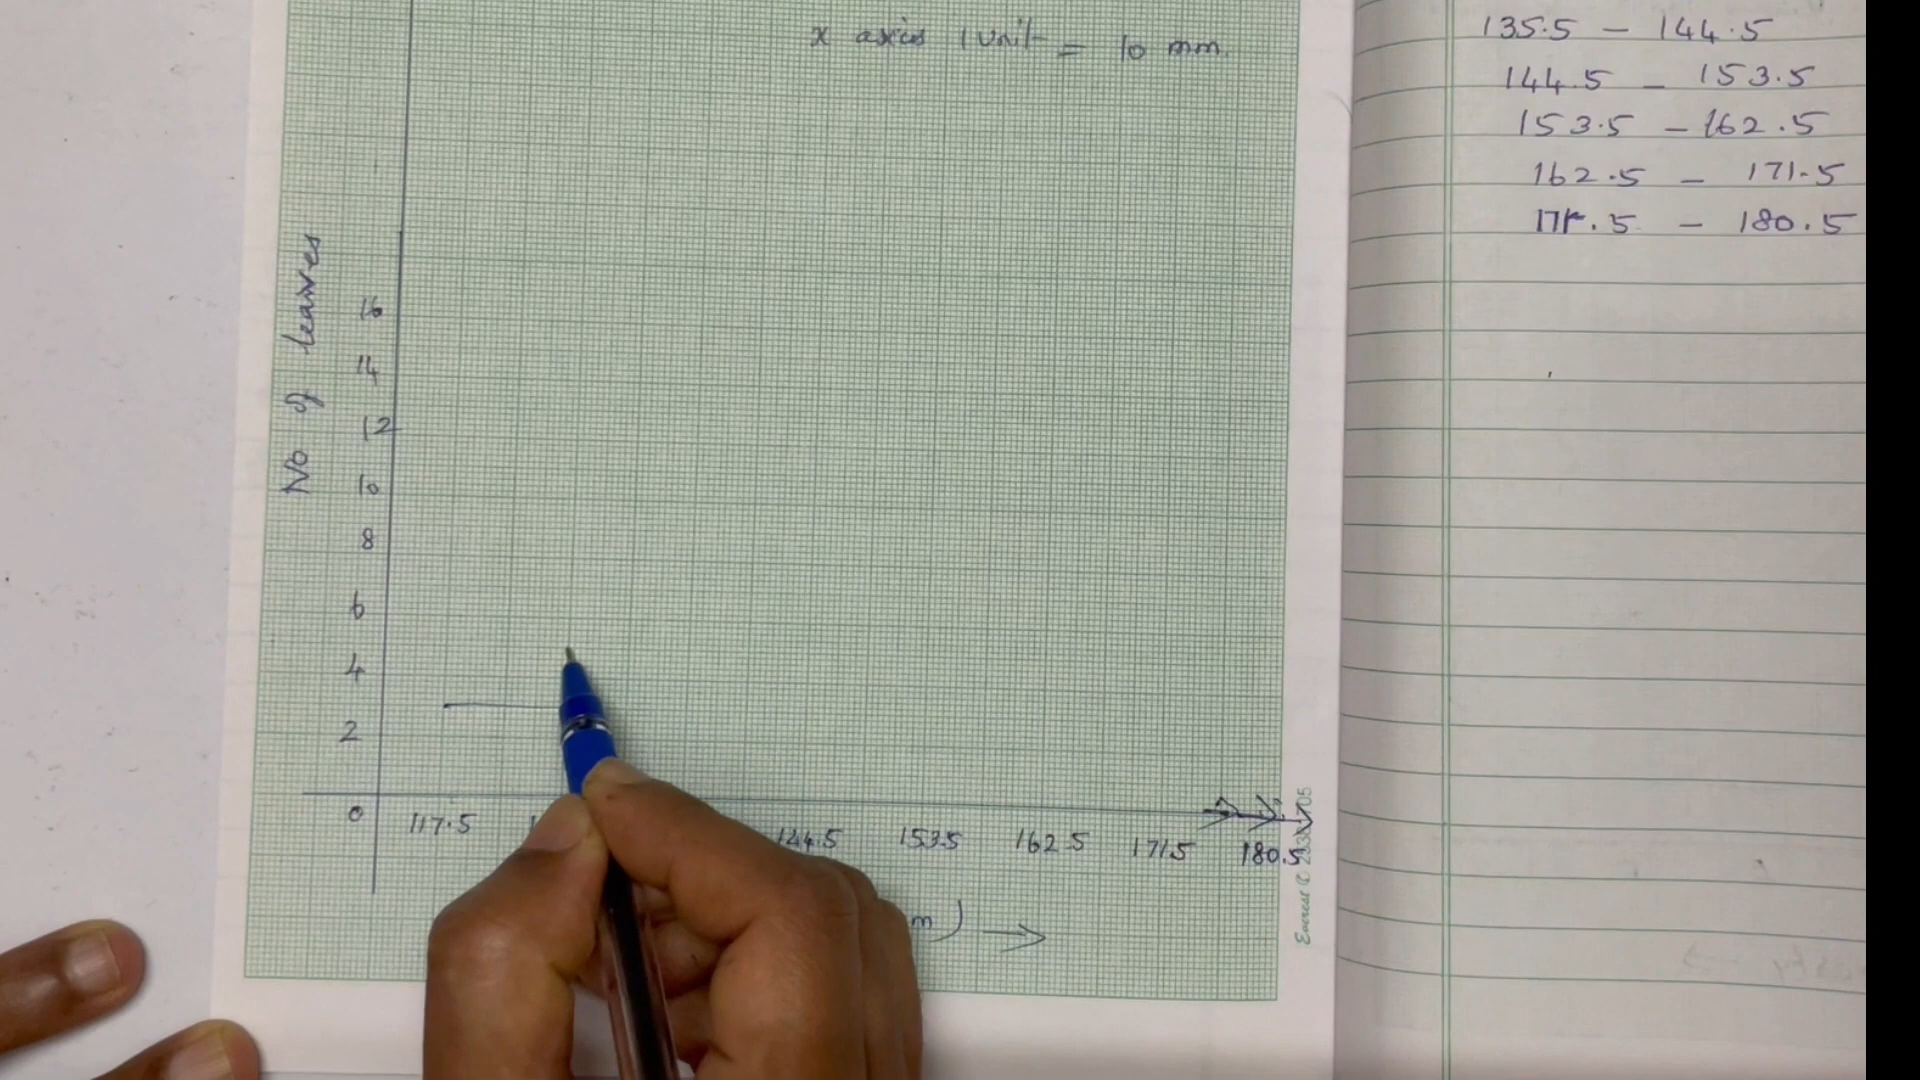 x axis 1 Unit = 10 mm.
No of leaves
16
14
12
10
8
6
4
2
0
117.5 144.5 153.5 162.5 171.5 180.5
m) →
135.5 - 144.5
144.5 - 153.5
153.5 - 162.5
162.5 - 171.5
171.5 - 180.5